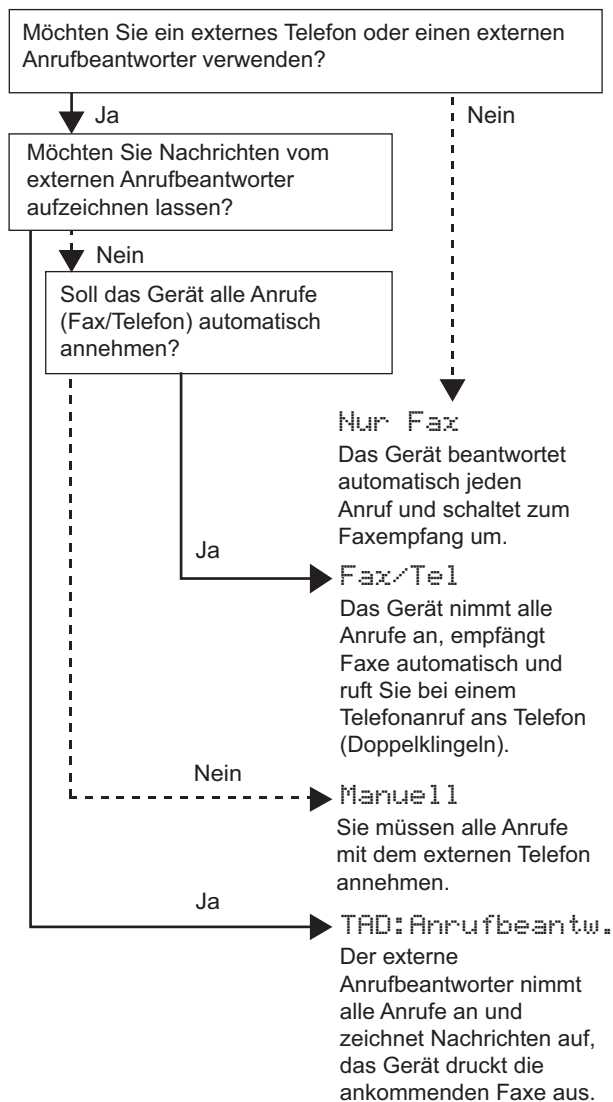 Möchten Sie ein externes Telefon oder einen externen
Anrufbeantworter verwenden?
Ja
Nein
Möchten Sie Nachrichten vom
externen Anrufbeantworter
aufzeichnen lassen?
Nein
Soll das Gerät alle Anrufe
(Fax/Telefon) automatisch
annehmen?
Nur Fax
Das Gerät beantwortet
automatisch jeden
Anruf und schaltet zum
Faxempfang um.
Ja
Fax/Tel
Das Gerät nimmt alle
Anrufe an, empfängt
Faxe automatisch und
ruft Sie bei einem
Telefonanruf ans Telefon
(Doppelklingeln).
Nein
Manuell
Sie müssen alle Anrufe
mit dem externen Telefon
annehmen.
Ja
TAD:Anrufbeantw.
Der externe
Anrufbeantworter nimmt
alle Anrufe an und
zeichnet Nachrichten auf,
das Gerät druckt die
ankommenden Faxe aus.